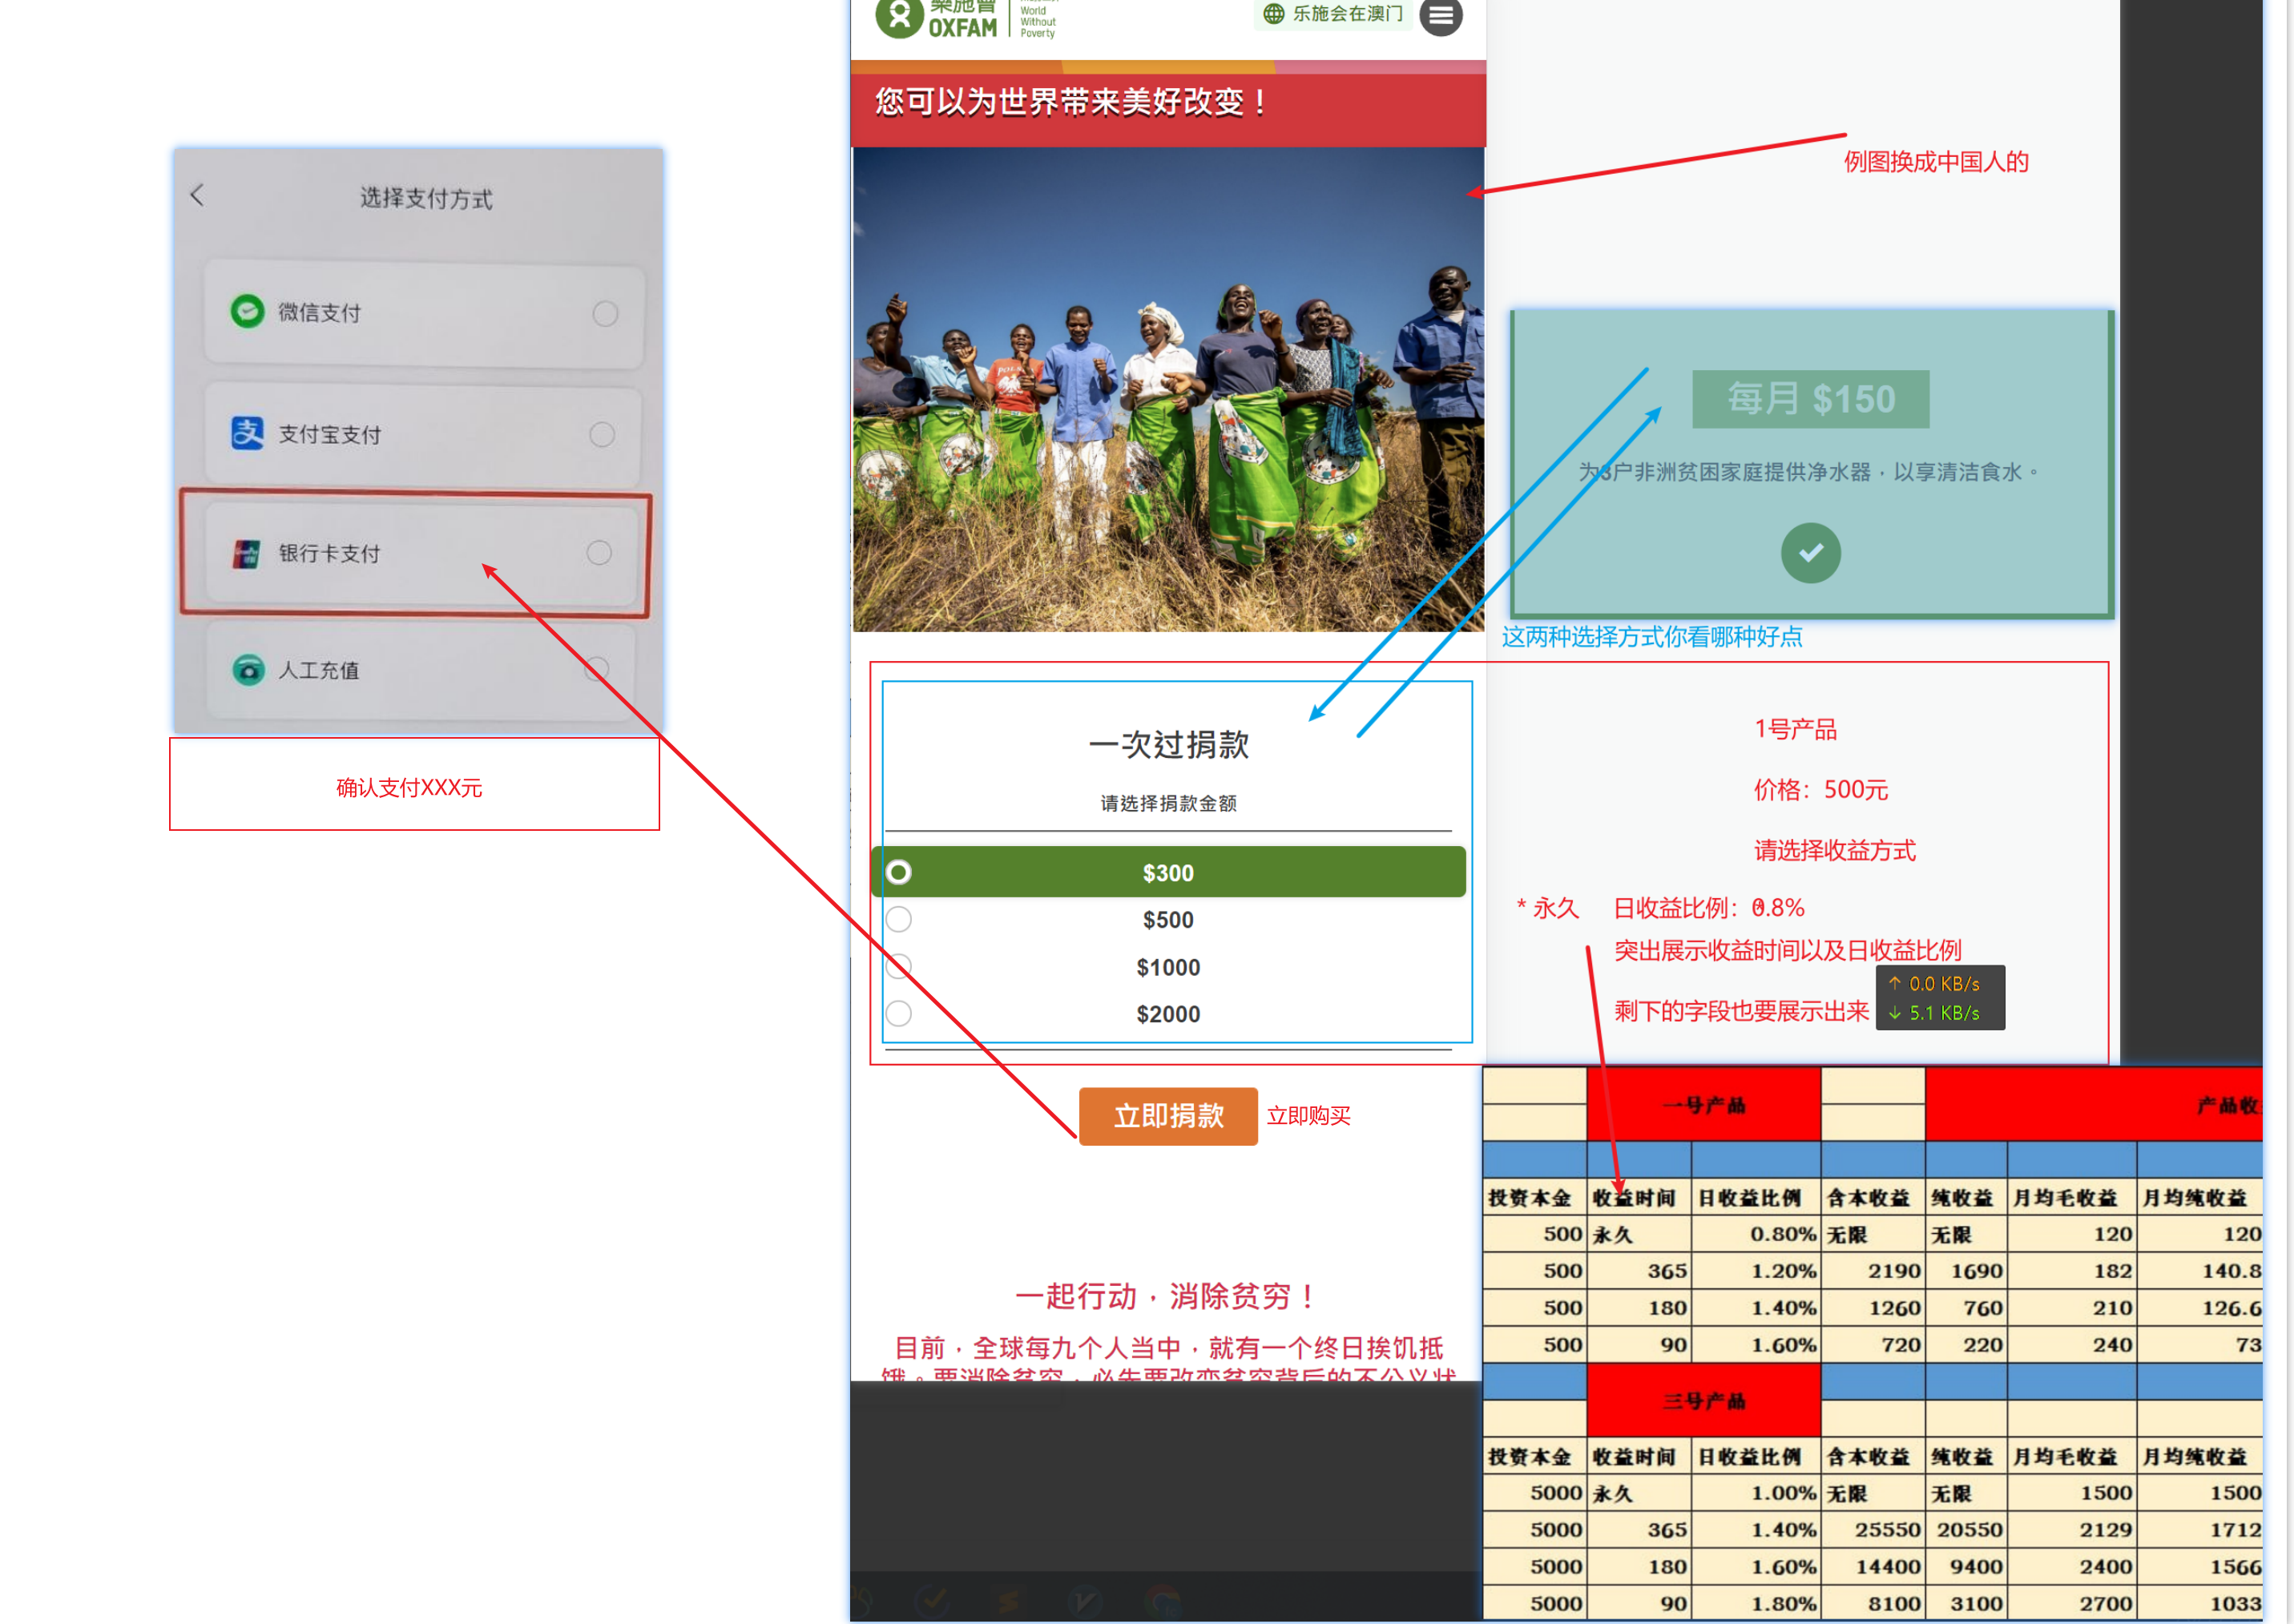 选择支付方式
微信支付
支付宝支付
银行卡支付
人工充值
确认支付XXX元
樂施會
OXFAM
World
Without
Poverty
乐施会在澳门
您可以为世界带来美好改变！
例图换成中国人的
每月 $150
为3户非洲贫困家庭提供净水器，以享清洁食水。
这两种选择方式你看哪种好点
一次过捐款
请选择捐款金额
$300
$500
$1000
$2000
立即捐款
立即购买
1号产品
价格：500元
请选择收益方式
* 永久 日收益比例：0.8%
突出展示收益时间以及日收益比例
剩下的字段也要展示出来
↑ 0.0 KB/s
↓ 5.1 KB/s
一起行动，消除贫穷！
目前，全球每九个人当中，就有一个终日挨饥抵
饿。要消除贫穷，必先要改变贫穷背后的不公义状
一号产品 产品收
投资本金 收益时间 日收益比例 含本收益 纯收益 月均毛收益 月均纯收益
500 永久 0.80% 无限 无限 120 120
500 365 1.20% 2190 1690 182 140.8
500 180 1.40% 1260 760 210 126.6
500 90 1.60% 720 220 240 73
三号产品
投资本金 收益时间 日收益比例 含本收益 纯收益 月均毛收益 月均纯收益
5000 永久 1.00% 无限 无限 1500 1500
5000 365 1.40% 25550 20550 2129 1712
5000 180 1.60% 14400 9400 2400 1566
5000 90 1.80% 8100 3100 2700 1033